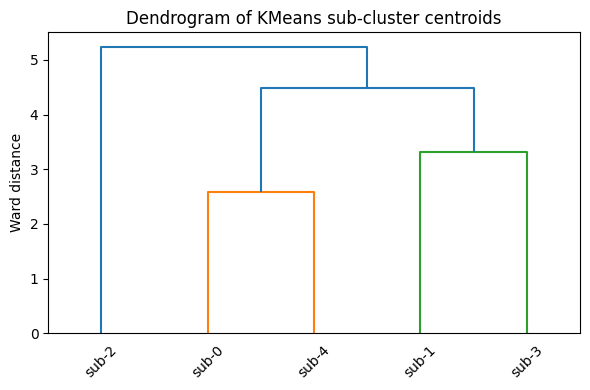 Dendrogram of KMeans sub-cluster centroids
Ward distance
5
4
3
2
1
0
sub-2
sub-0
sub-4
sub-1
sub-3